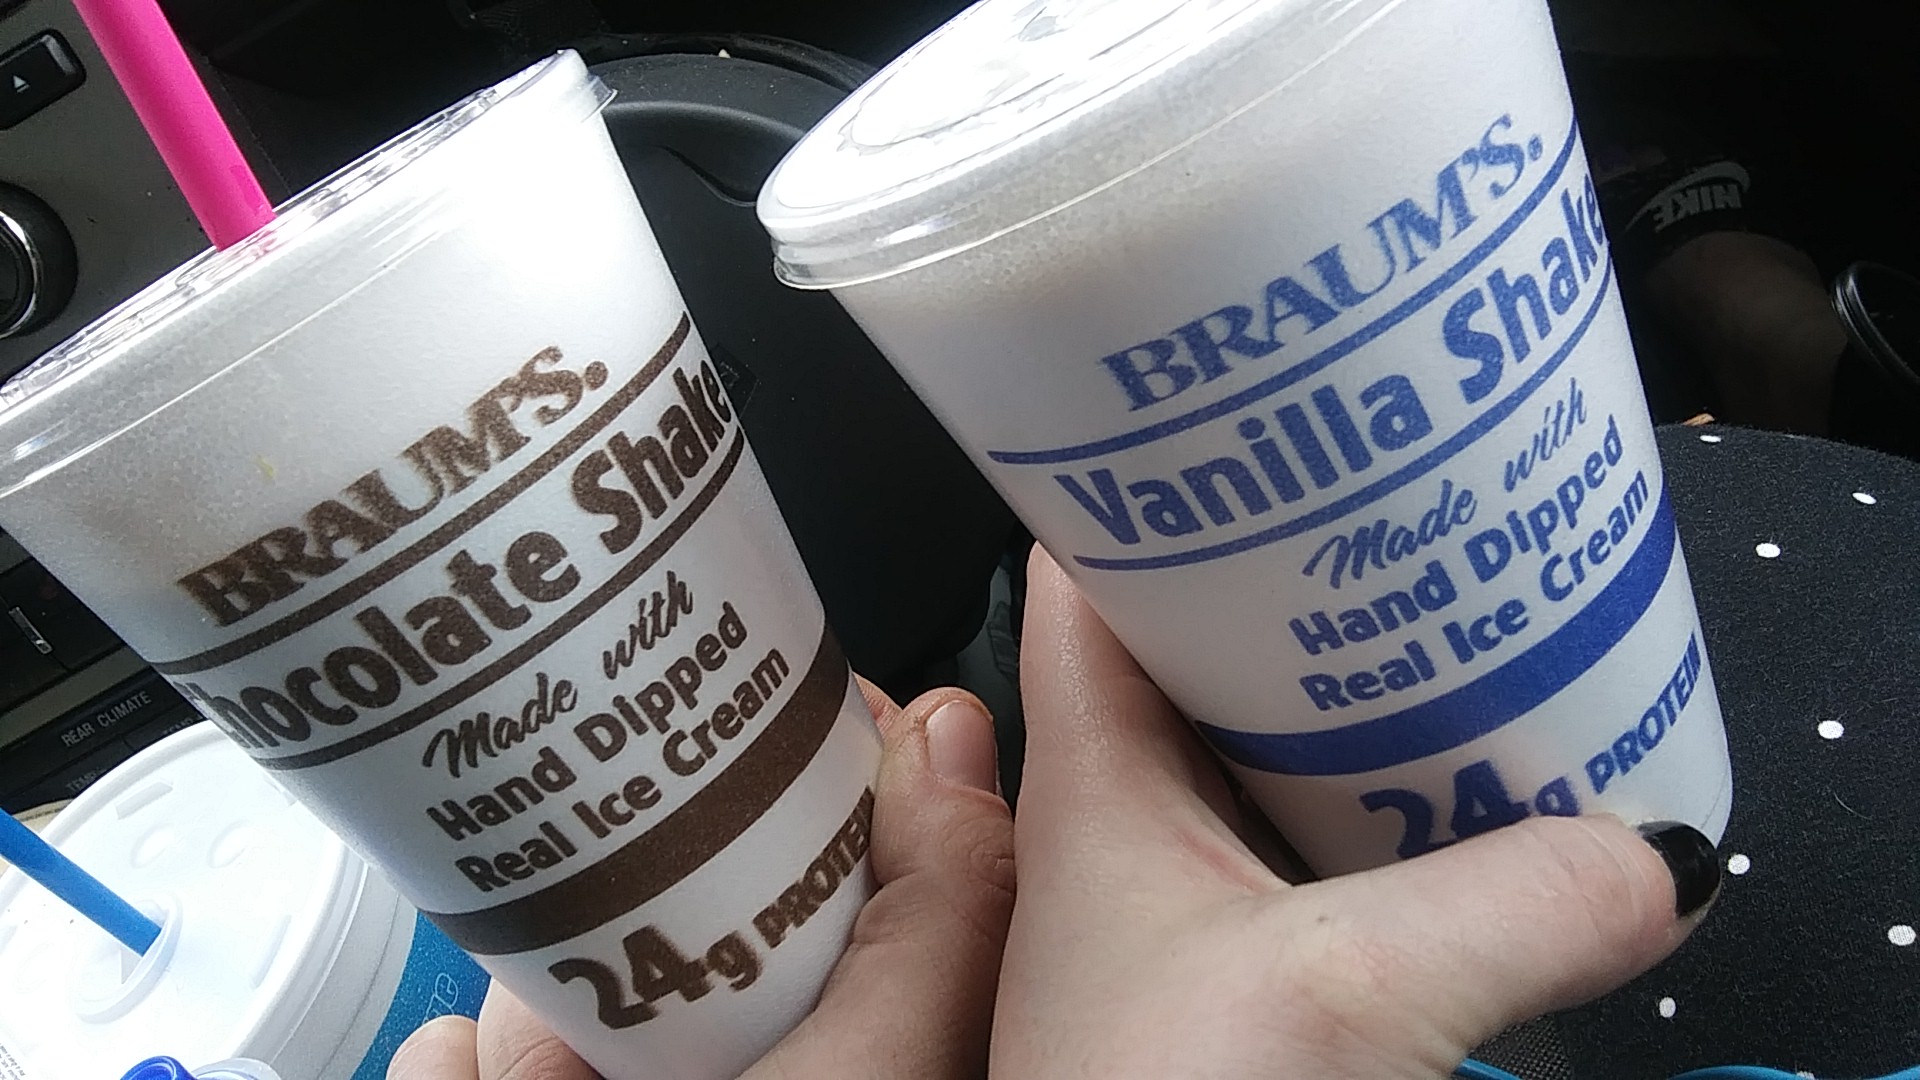 BRAUM'S.
Chocolate Shake
Made with
Hand Dipped
Real Ice Cream
24g PROTEIN
BRAUM'S.
Vanilla Shake
Made with
Hand Dipped
Real Ice Cream
24g PROTEIN
NIKE
REAR CLIMATE
TEMP